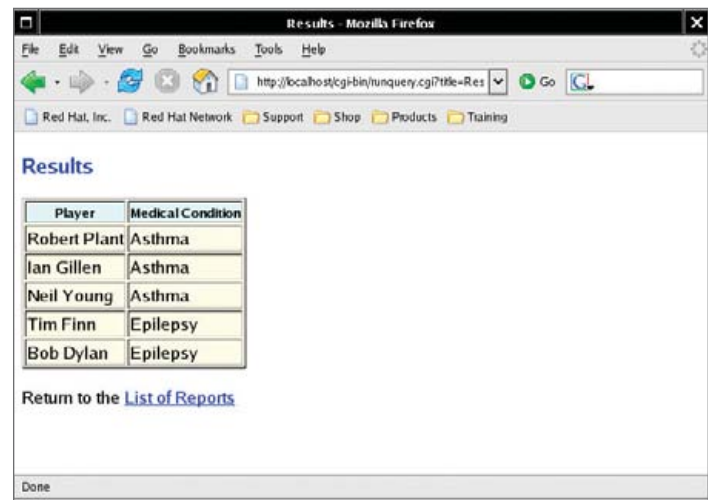 Results - Mozilla Firefox
File Edit View Go Bookmarks Tools Help
http://localhost/cgi-bin/runquery.cgi?title=Res Go G
Red Hat, Inc. Red Hat Network Support Shop Products Training
Results
Player Medical Condition
Robert Plant Asthma
Ian Gillen Asthma
Neil Young Asthma
Tim Finn Epilepsy
Bob Dylan Epilepsy
Return to the List of Reports
Done